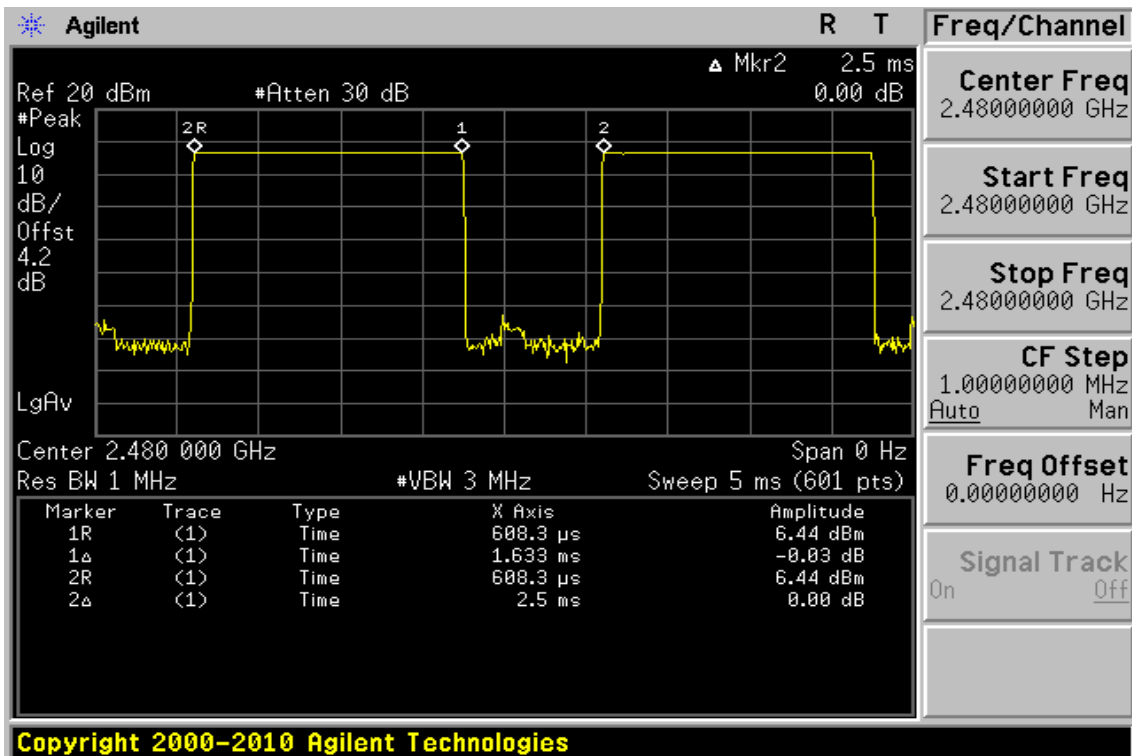 Agilent R T
Δ Mkr2 2.5 ms
Ref 20 dBm #Atten 30 dB 0.00 dB
#Peak
Log
10
dB/
Offst
4.2
dB
2R 1 2
LgAv
Center 2.480 000 GHz Span 0 Hz
Res BW 1 MHz #VBW 3 MHz Sweep 5 ms (601 pts)
Marker Trace Type X Axis Amplitude
1R (1) Time 608.3 µs 6.44 dBm
1Δ (1) Time 1.633 ms -0.03 dB
2R (1) Time 608.3 µs 6.44 dBm
2Δ (1) Time 2.5 ms 0.00 dB
Freq/Channel
Center Freq
2.48000000 GHz
Start Freq
2.48000000 GHz
Stop Freq
2.48000000 GHz
CF Step
1.00000000 MHz
Auto Man
Freq Offset
0.00000000 Hz
Signal Track
On Off
Copyright 2000-2010 Agilent Technologies